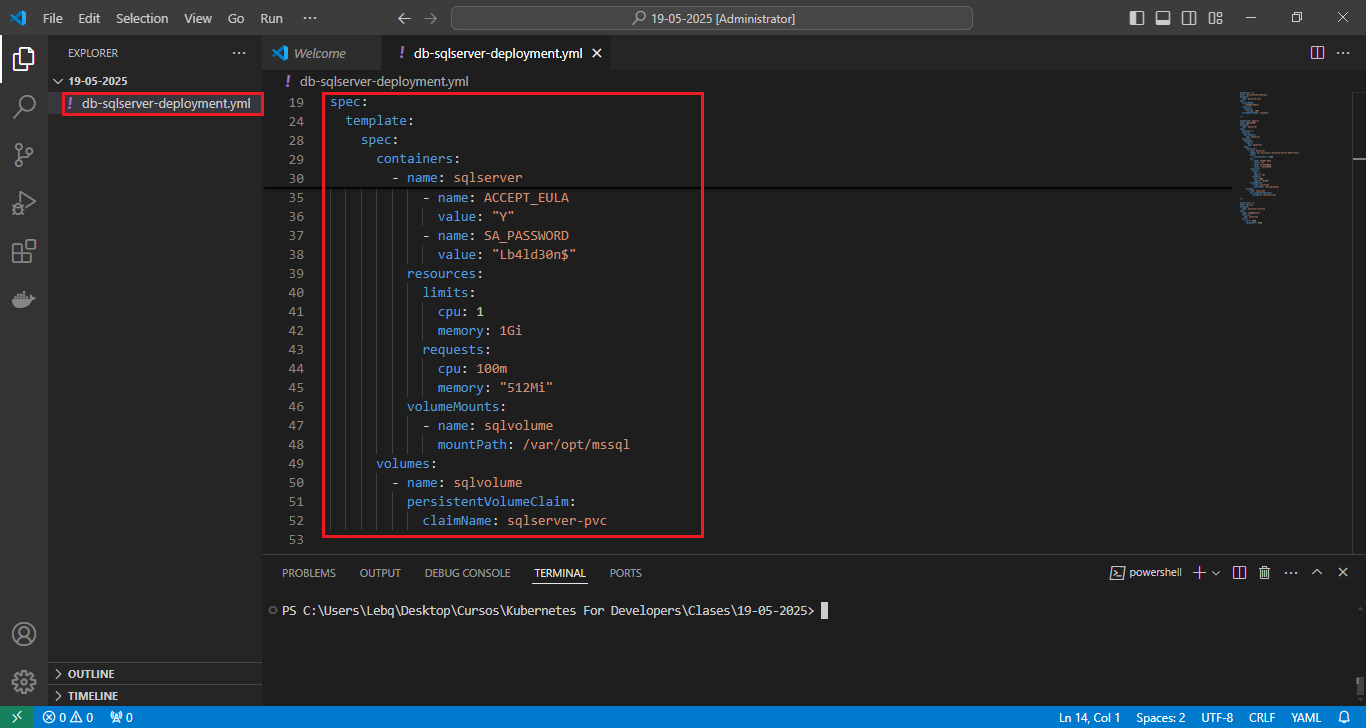 File Edit Selection View Go Run ··· 19-05-2025 [Administrator]
EXPLORER ···
19-05-2025
db-sqlserver-deployment.yml
Welcome
! db-sqlserver-deployment.yml
! db-sqlserver-deployment.yml
19 spec:
24 template:
28 spec:
29 containers:
30 - name: sqlserver
35 - name: ACCEPT_EULA
36 value: "Y"
37 - name: SA_PASSWORD
38 value: "Lb4ld30n$"
39 resources:
40 limits:
41 cpu: 1
42 memory: 1Gi
43 requests:
44 cpu: 100m
45 memory: "512Mi"
46 volumeMounts:
47 - name: sqlvolume
48 mountPath: /var/opt/mssql
49 volumes:
50 - name: sqlvolume
51 persistentVolumeClaim:
52 claimName: sqlserver-pvc
53
PROBLEMS OUTPUT DEBUG CONSOLE TERMINAL PORTS powershell
PS C:\Users\Lebq\Desktop\Cursos\Kubernetes For Developers\Clases\19-05-2025>
OUTLINE
TIMELINE
0 0 0 Ln 14, Col 1 Spaces: 2 UTF-8 CRLF YAML